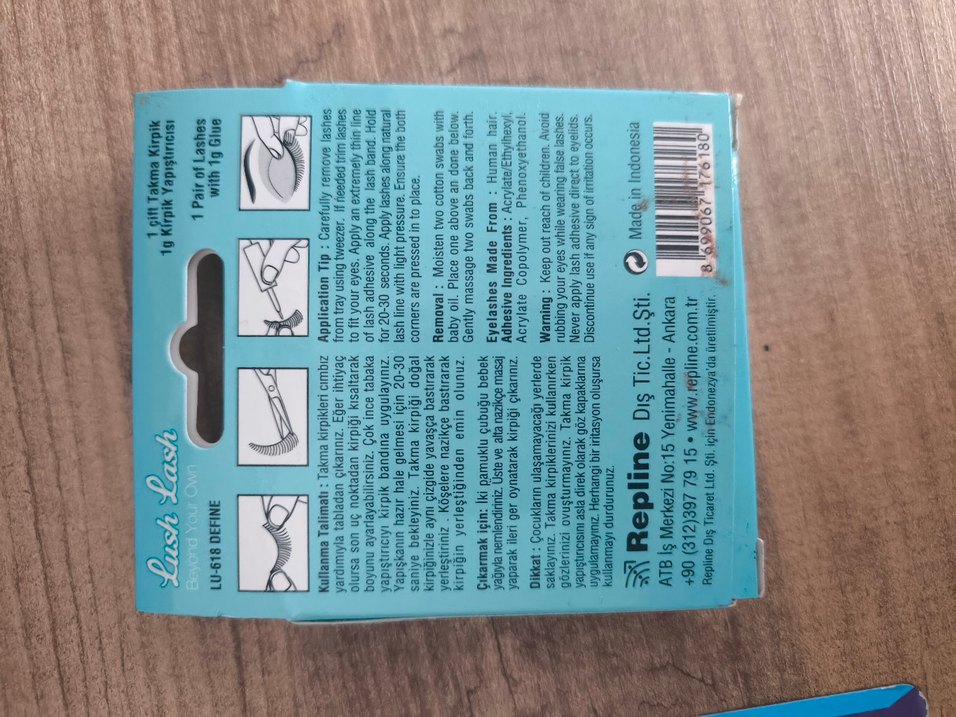 Lush Lash
Beyond Your Own
LU-618 DEFINE
1 çift Takma Kirpik
1g Kirpik Yapıştırıcısı
1 Pair of Lashes
with 1g Glue
Kullanma Talimatı : Takma kirpikleri cımbız
yardımıyla tabladan çıkarınız. Eğer ihtiyaç
olursa son uç noktadan kirpiği kısaltarak
boyunu ayarlayabilirsiniz. Çok ince tabaka
yapıştırıcıyı kirpik bandına uygulayınız.
Yapışkanın hazır hale gelmesi için 20-30
saniye bekleyiniz. Takma kirpiği doğal
kirpiğinizle aynı çizgide yavaşça bastırarak
yerleştiriniz . Köşelere nazikçe bastırarak
kirpiğin yerleştiğinden emin olunuz.
Çıkarmak için: İki pamuklu çubuğu bebek
yağıyla nemlendiriniz. Üste ve alta nazikçe masaj
yaparak ileri ger oynatarak kirpiği çıkarınız.
Dikkat : Çocukların ulaşamayacağı yerlerde
saklayınız. Takma kirpiklerinizi kullanırken
gözlerinizi ovuşturmayınız. Takma kirpik
yapıştırıcısını asla direk olarak göz kapaklarına
uygulamayınız. Herhangi bir iritasyon oluşursa
kullanmayı durdurunuz.
Application Tip : Carefully remove lashes
from tray using tweezer. If needed trim lashes
to fit your eyes. Apply an extremely thin line
of lash adhesive along the lash band. Hold
for 20-30 seconds. Apply lashes along natural
lash line with light pressure. Ensure the both
corners are pressed in to place.
Removal : Moisten two cotton swabs with
baby oil. Place one above an done below.
Gently massage two swabs back and forth.
Eyelashes Made From : Human hair.
Adhesive Ingredients : Acrylate/Ethylhexyl,
Acrylate Copolymer, Phenoxyethanol.
Warning : Keep out reach of children. Avoid
rubbing your eyes while wearing false lashes.
Never apply lash adhesive direct to eyelids.
Discontinue use if any sign of irritation occurs.
Repline Dış Tic.Ltd.Şti.
ATB İş Merkezi No:15 Yenimahalle - Ankara
+90 (312)397 79 15 • www.repline.com.tr
Repline Dış Ticaret Ltd. Şti. için Endonezya'da üretilmiştir.
Made in Indonesia
8 699067 176180